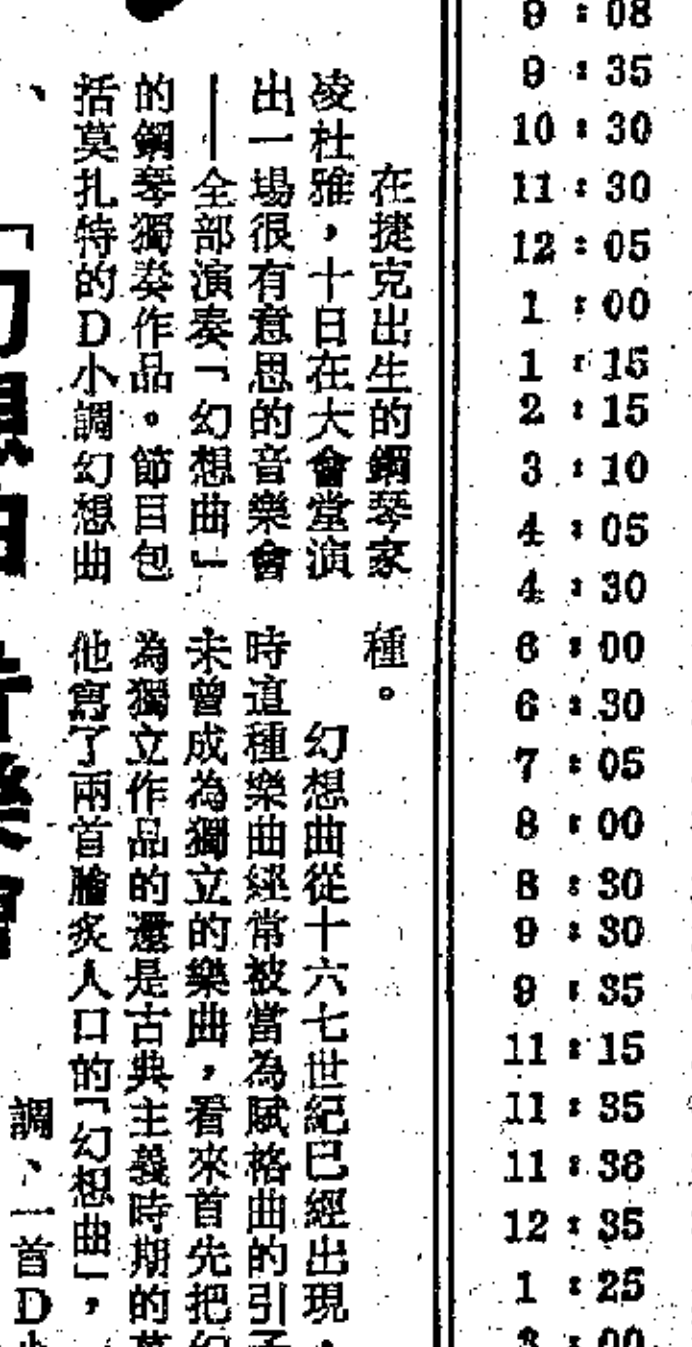 在捷克出生的鋼琴家
凌杜雅，十日在大會堂演
出一場很有意思的音樂會
——全部演奏「幻想曲」
的鋼琴獨奏作品。節目包
括莫扎特的D小調幻想曲
、
種。
幻想曲從十六七世紀已經出現，
時這種樂曲經常被當為賦格曲的引
未曾成為獨立的樂曲，看來首先把
為獨立作品的還是古典主義時期的
他寫了兩首膾炙人口的「幻想曲」，
調、一首D小
幻想曲
音樂會
9：08
9：35
10：30
11：30
12：05
1：00
1：15
2：15
3：10
4：05
4：30
6：00
6：30
7：05
8：00
8：30
9：30
9：35
11：15
11：35
11：36
12：35
1：25
3：00